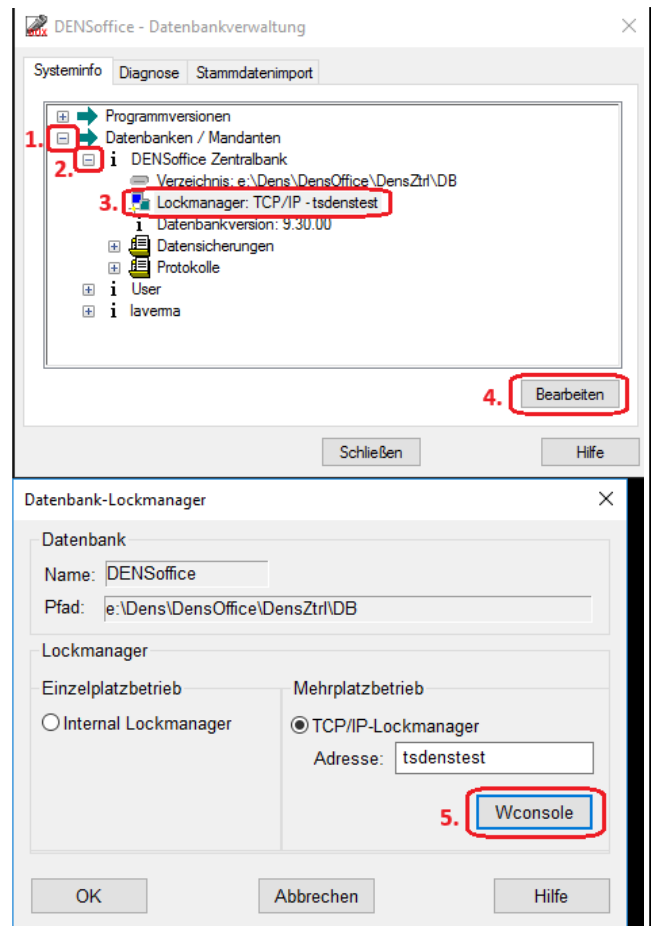 DENSoffice - Datenbankverwaltung
Systeminfo Diagnose Stammdatenimport
Programmversionen
1. Datenbanken / Mandanten
2. i DENSoffice Zentralbank
Verzeichnis: e:\Dens\DensOffice\DensZtrl\DB
3. Lockmanager: TCP/IP - tsdenstest
i Datenbankversion: 9.30.00
Datensicherungen
Protokolle
i User
i laverma
4. Bearbeiten
Schließen Hilfe
Datenbank-Lockmanager
Datenbank
Name: DENSoffice
Pfad: e:\Dens\DensOffice\DensZtrl\DB
Lockmanager
Einzelplatzbetrieb Mehrplatzbetrieb
Internal Lockmanager TCP/IP-Lockmanager
Adresse: tsdenstest
5. Wconsole
OK Abbrechen Hilfe